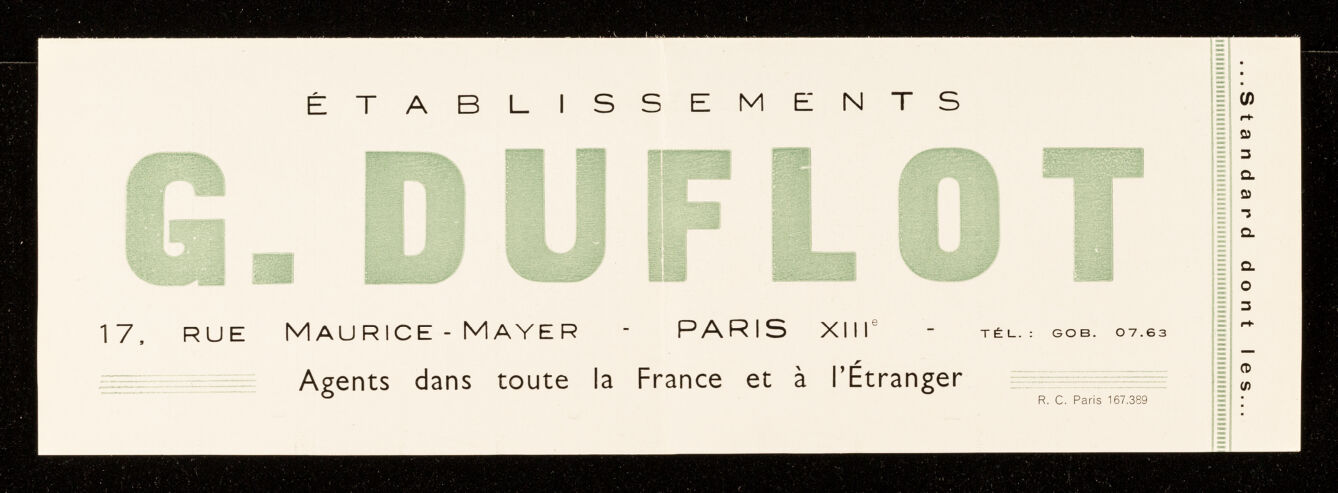 ÉTABLISSEMENTS
G. DUFLOT
17, RUE MAURICE-MAYER - PARIS XIIIe - TÉL.: GOB. 07.63
Agents dans toute la France et à l'Étranger
R. C. Paris 167.389
...Standard dont les...